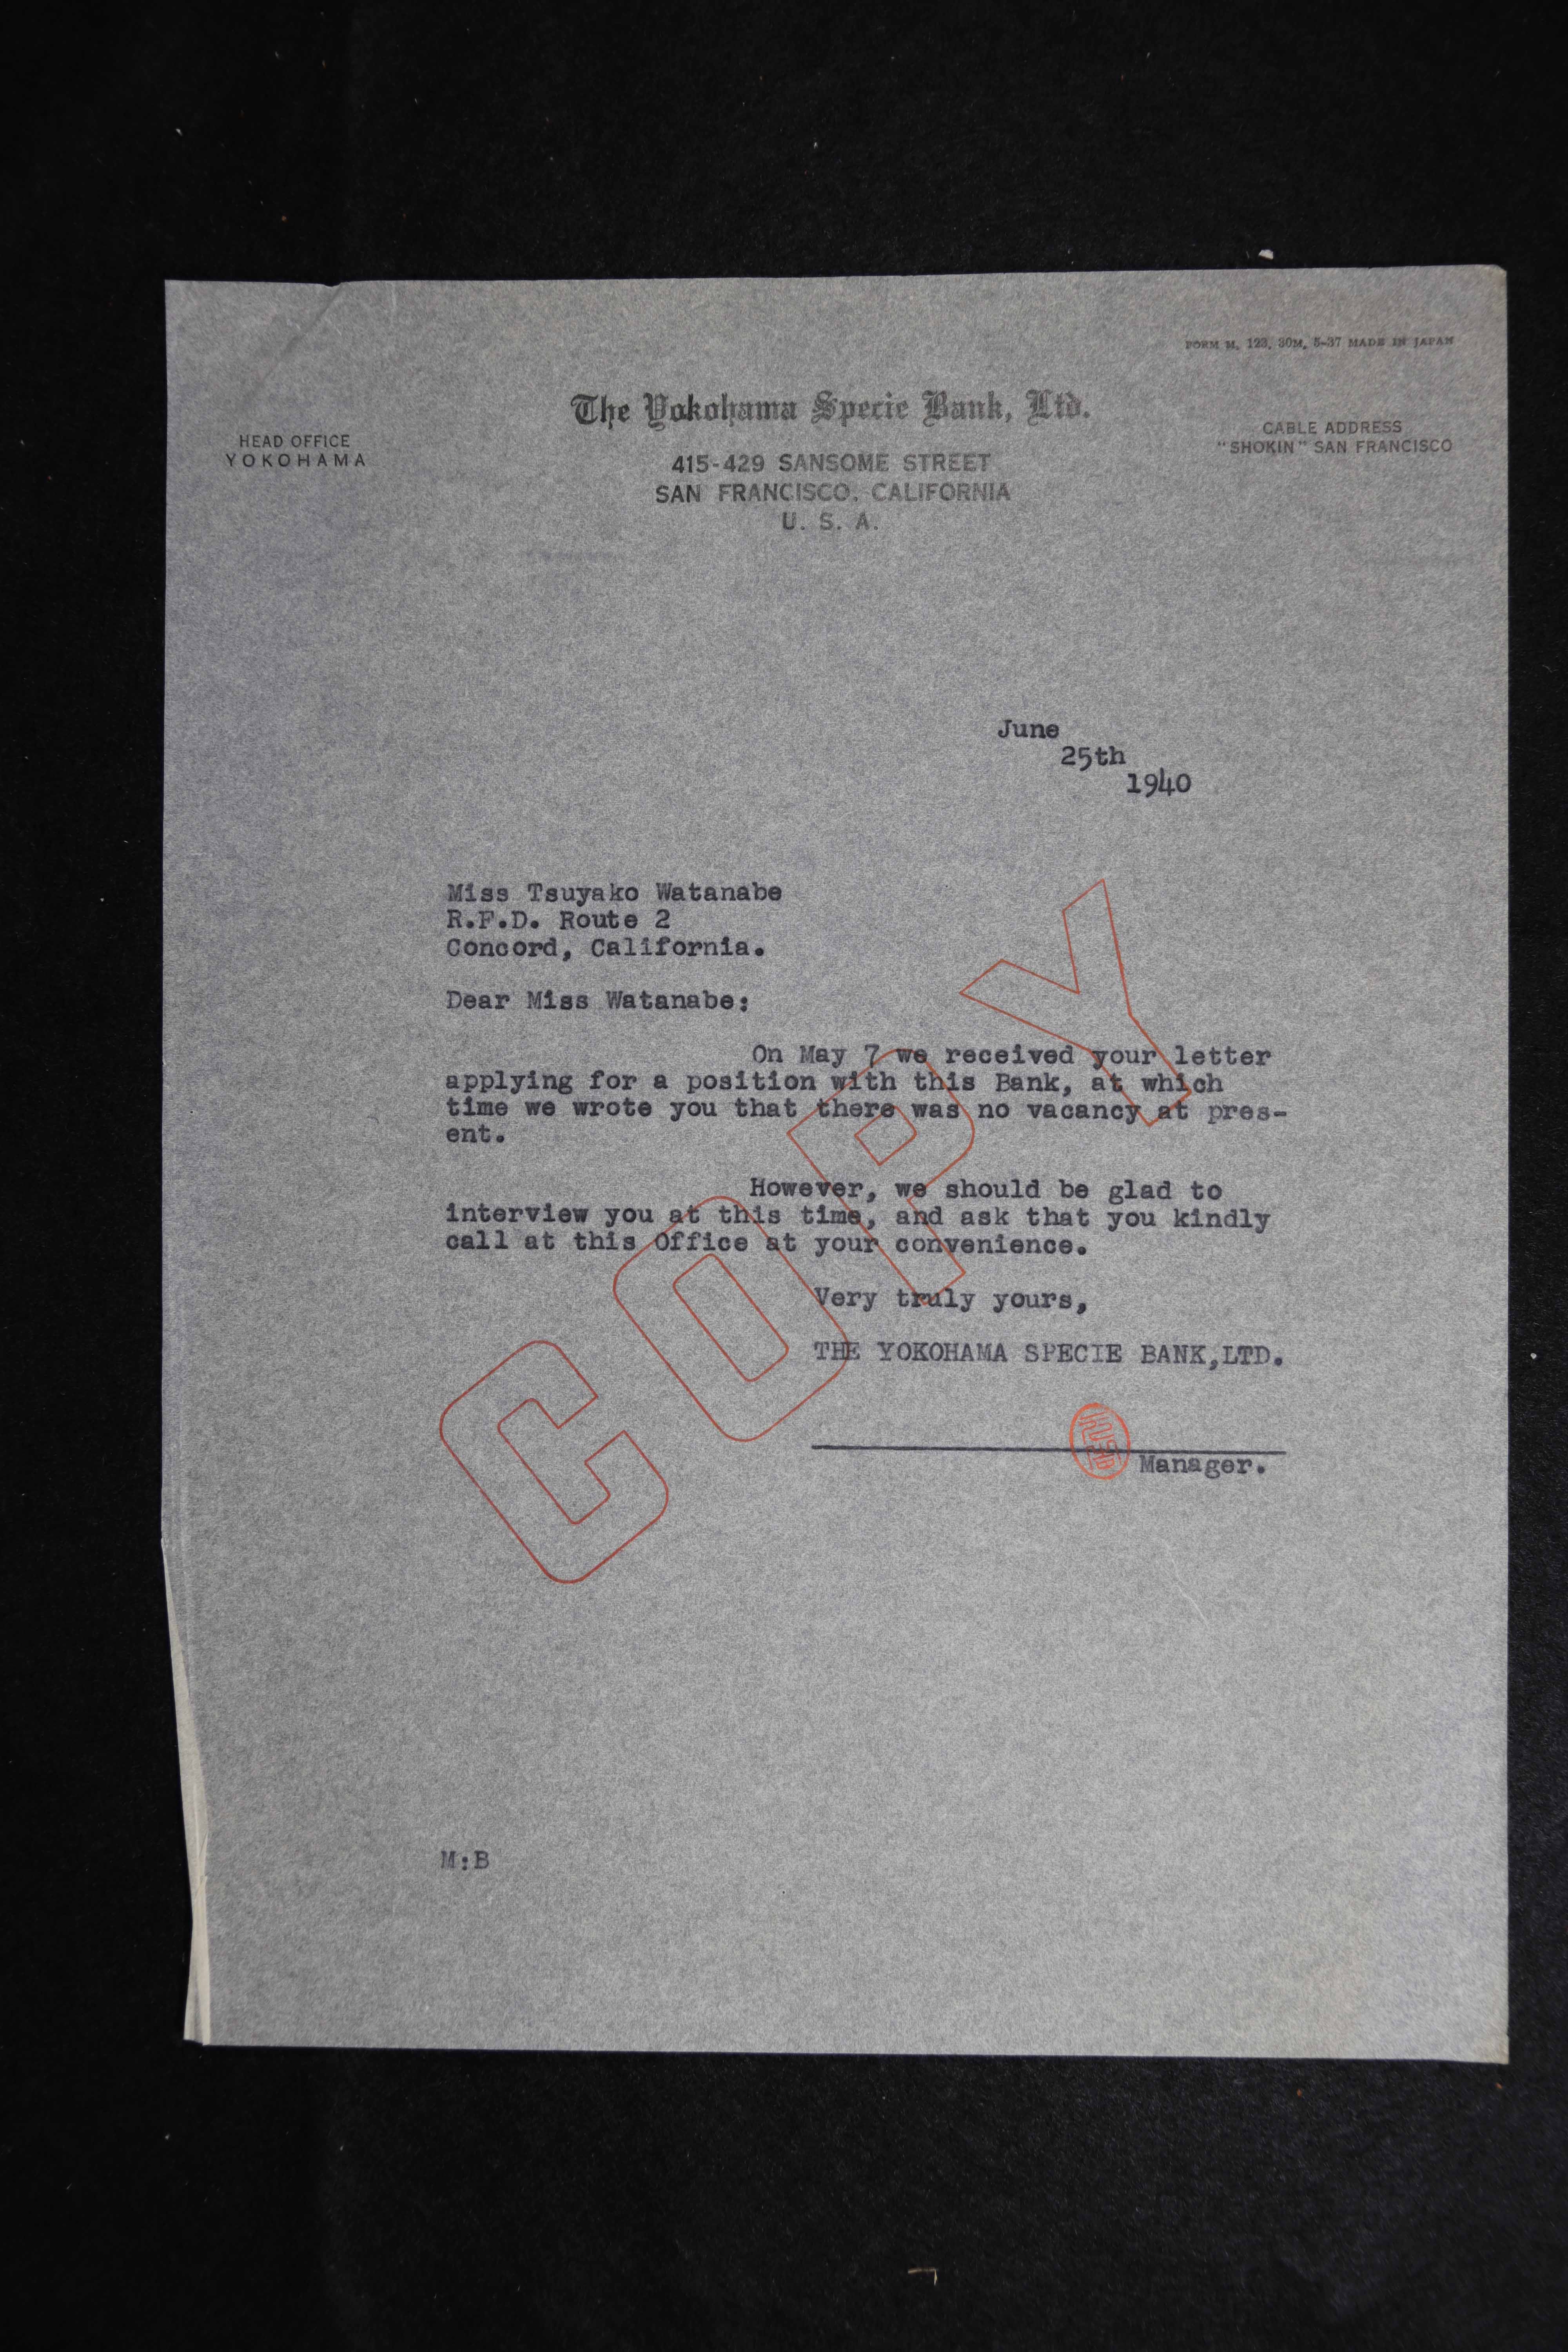 FORM M. 123, 30M, 5-37 MADE IN JAPAN
The Yokohama Specie Bank, Ltd.
HEAD OFFICE
YOKOHAMA
CABLE ADDRESS
"SHOKIN" SAN FRANCISCO
415-429 SANSOME STREET
SAN FRANCISCO, CALIFORNIA
U. S. A.
June
25th
1940
Miss Tsuyako Watanabe
R.F.D. Route 2
Concord, California.
Dear Miss Watanabe:
On May 7 we received your letter
applying for a position with this Bank, at which
time we wrote you that there was no vacancy at pres-
ent.
However, we should be glad to
interview you at this time, and ask that you kindly
call at this Office at your convenience.
Very truly yours,
THE YOKOHAMA SPECIE BANK,LTD.
Manager.
COPY
M:B